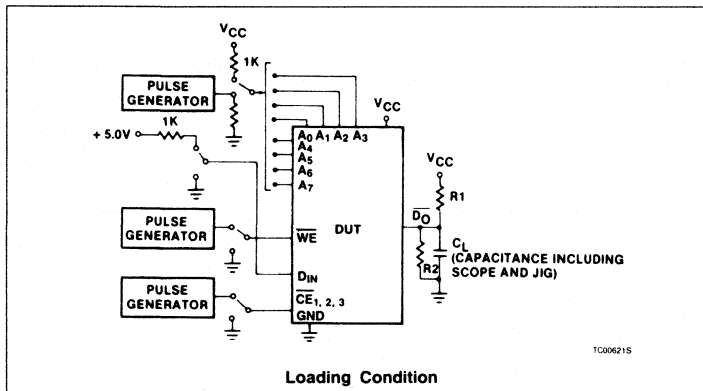 VCC
1K
PULSE
GENERATOR
1K
+ 5.0V
VCC
A0 A1 A2 A3
A4
A5
A6
A7
VCC
R1
DO
DUT
PULSE
GENERATOR
WE
R2
CL
(CAPACITANCE INCLUDING
SCOPE AND JIG)
DIN
PULSE
GENERATOR
CE1, 2, 3
GND
TC00621S
Loading Condition